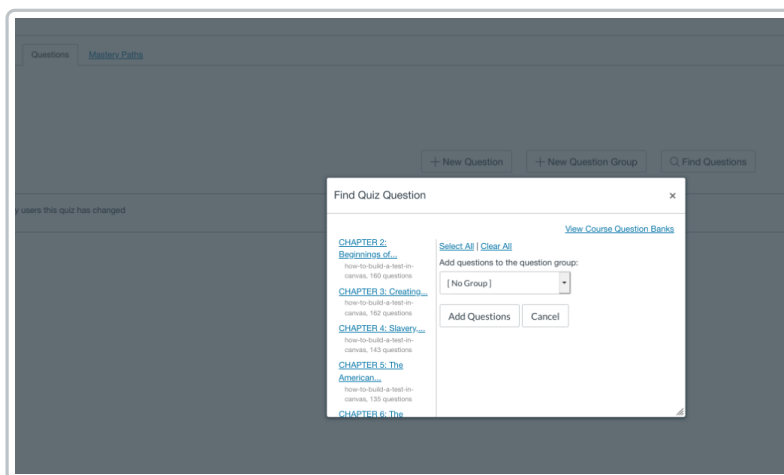 Questions
Mastery Paths
+ New Question
+ New Question Group
Find Questions
y users this quiz has changed
Find Quiz Question
×
View Course Question Banks
CHAPTER 2:
Beginnings of...
how-to-build-a-test-in-
canvas, 160 questions
CHAPTER 3: Creating...
how-to-build-a-test-in-
canvas, 162 questions
CHAPTER 4: Slavery,...
how-to-build-a-test-in-
canvas, 143 questions
CHAPTER 5: The
American...
how-to-build-a-test-in-
canvas, 135 questions
CHAPTER 6: The
Select All | Clear All
Add questions to the question group:
[ No Group ]
Add Questions
Cancel